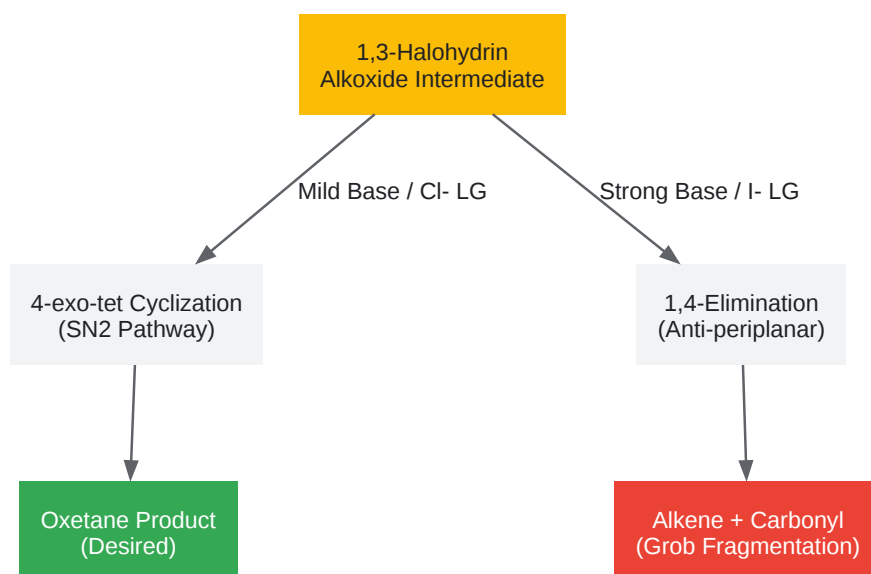 1,3-Halohydrin
Alkoxide Intermediate
Mild Base / Cl- LG
Strong Base / I- LG
4-exo-tet Cyclization
(SN2 Pathway)
1,4-Elimination
(Anti-periplanar)
Oxetane Product
(Desired)
Alkene + Carbonyl
(Grob Fragmentation)